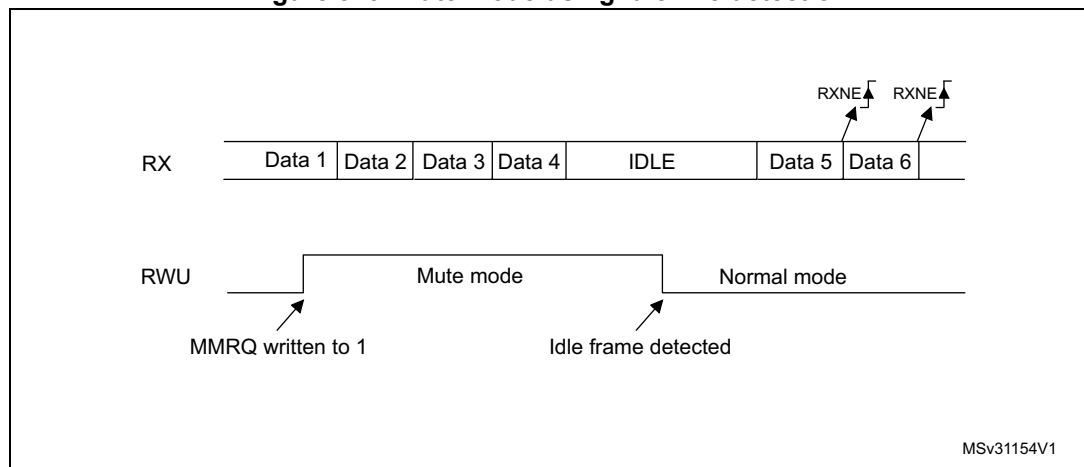 RXNE RXNE
RX Data 1 Data 2 Data 3 Data 4 IDLE Data 5 Data 6
RWU Mute mode Normal mode
MMRQ written to 1 Idle frame detected
MSv31154V1